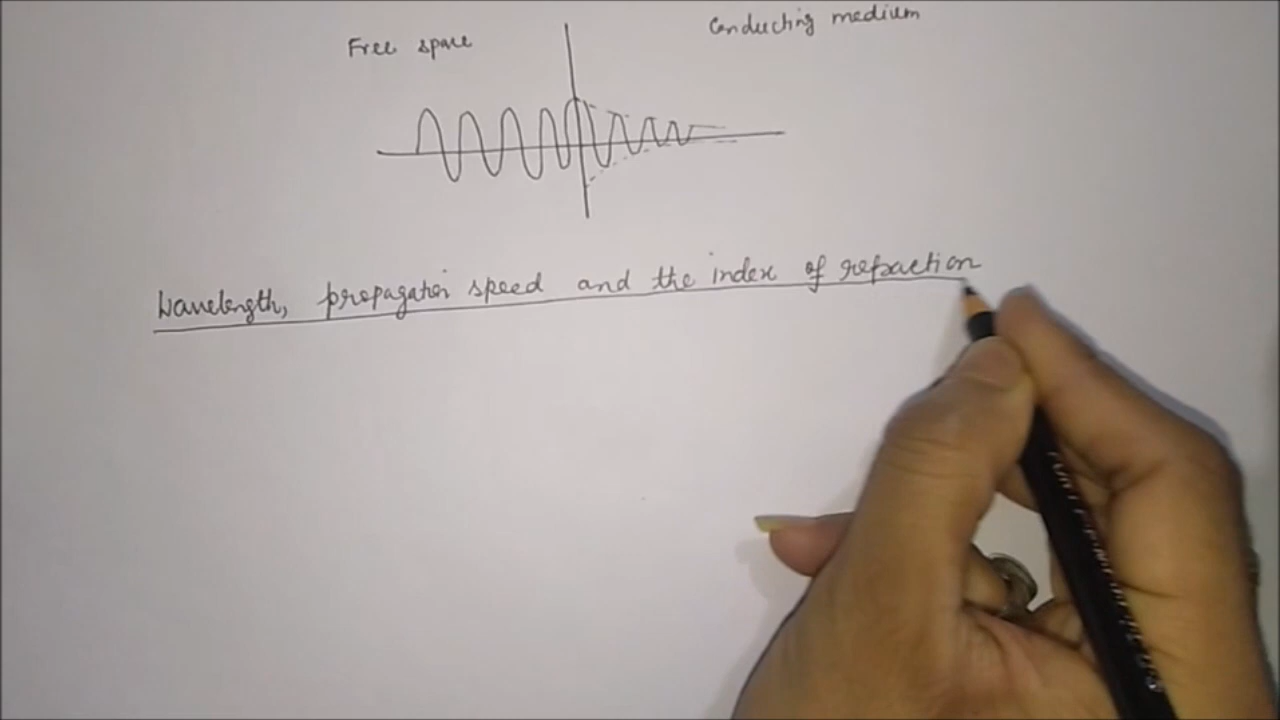 Free space
Conducting medium
Wavelength, propagation speed and the index of refraction